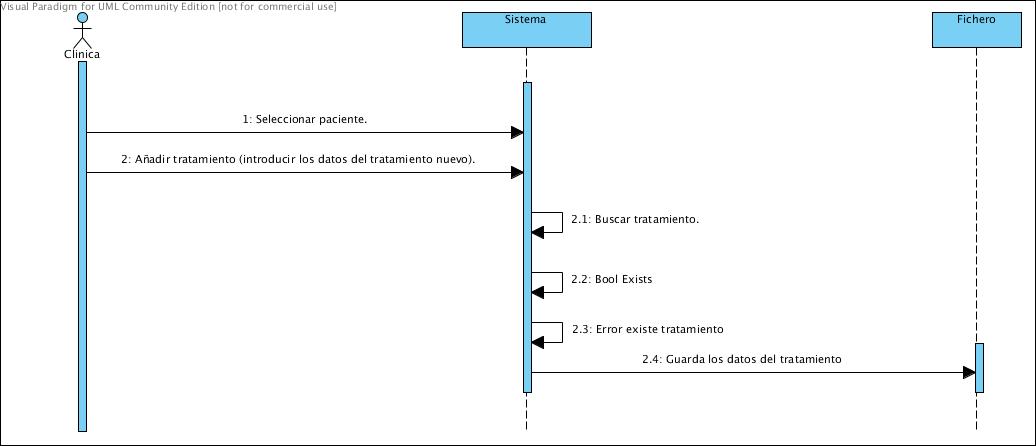 Visual Paradigm for UML Community Edition [not for commercial use]
Sistema
Fichero
Clinica
1: Seleccionar paciente.
2: Añadir tratamiento (introducir los datos del tratamiento nuevo).
2.1: Buscar tratamiento.
2.2: Bool Exists
2.3: Error existe tratamiento
2.4: Guarda los datos del tratamiento